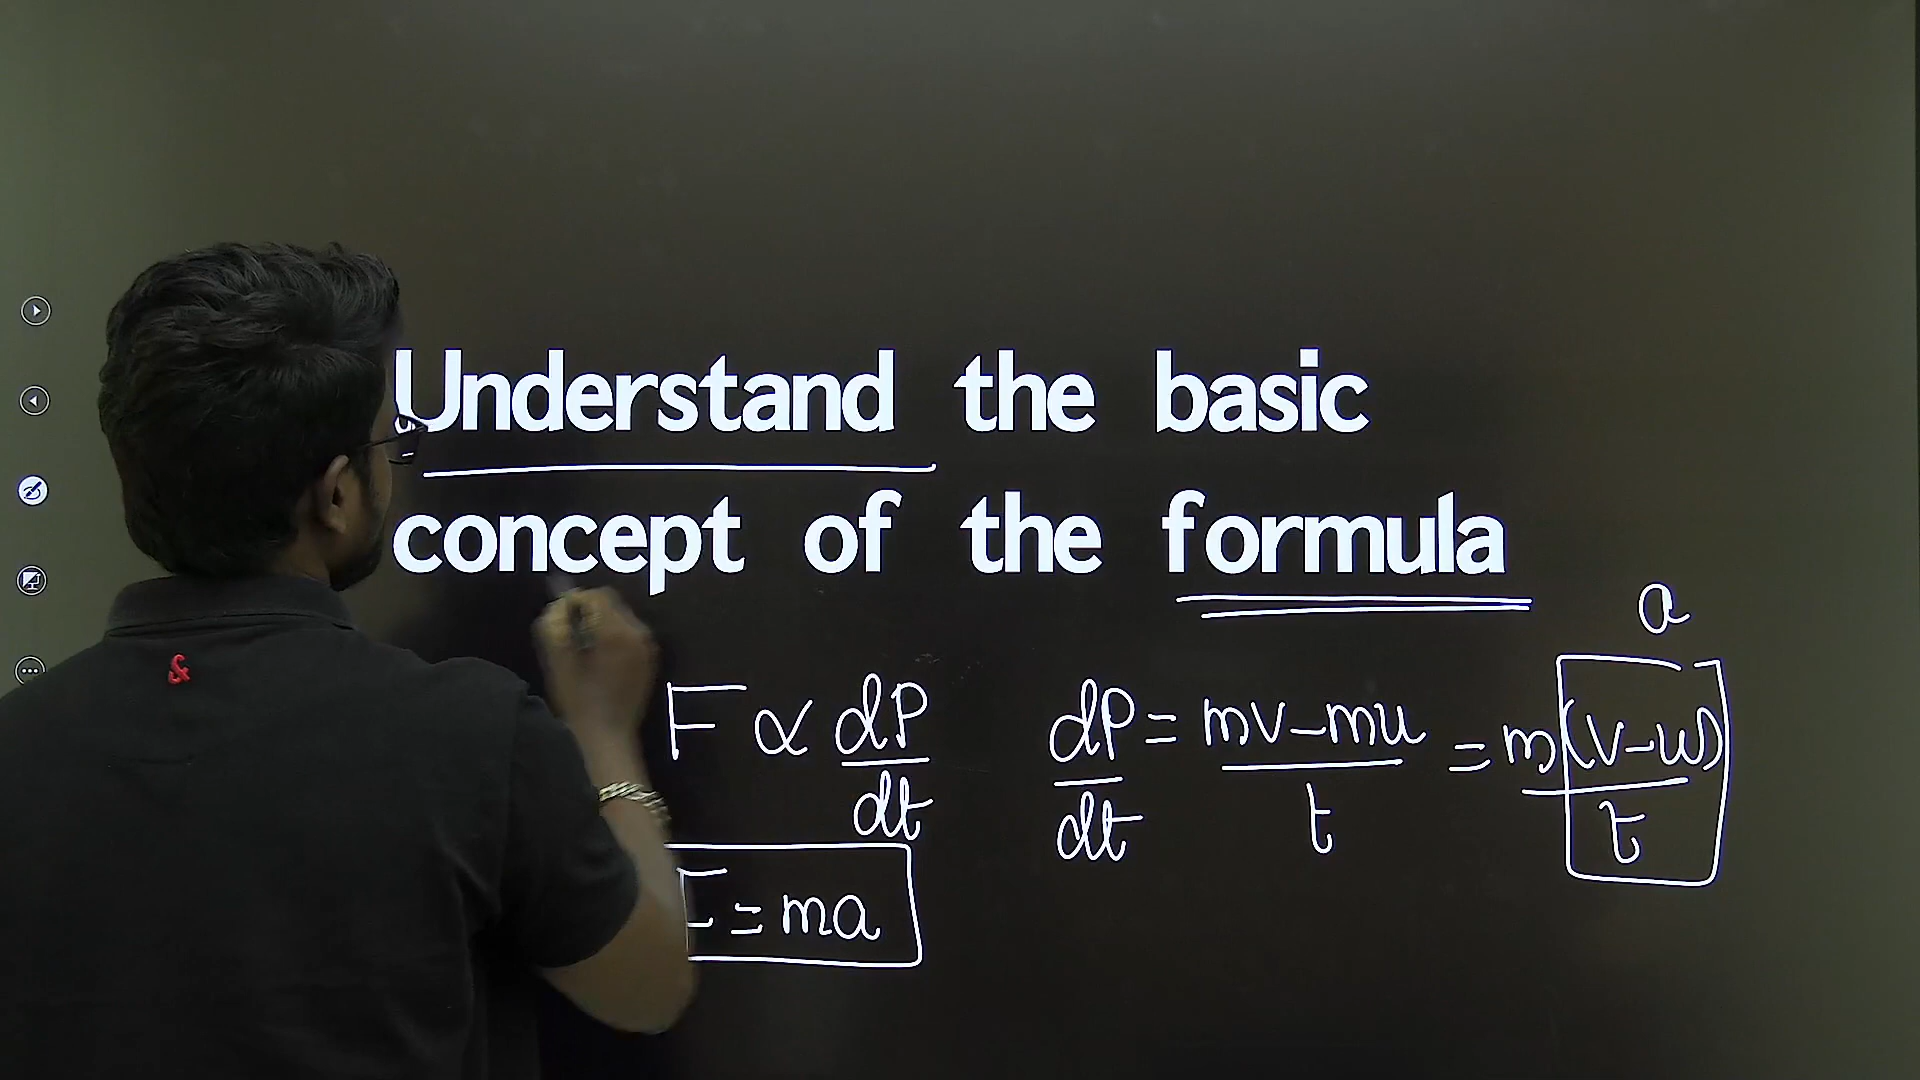 Understand the basic
concept of the formula
a
F ∝ dP/dt
dP/dt = mv-mu/t = m(v-u)/t
F = ma
&